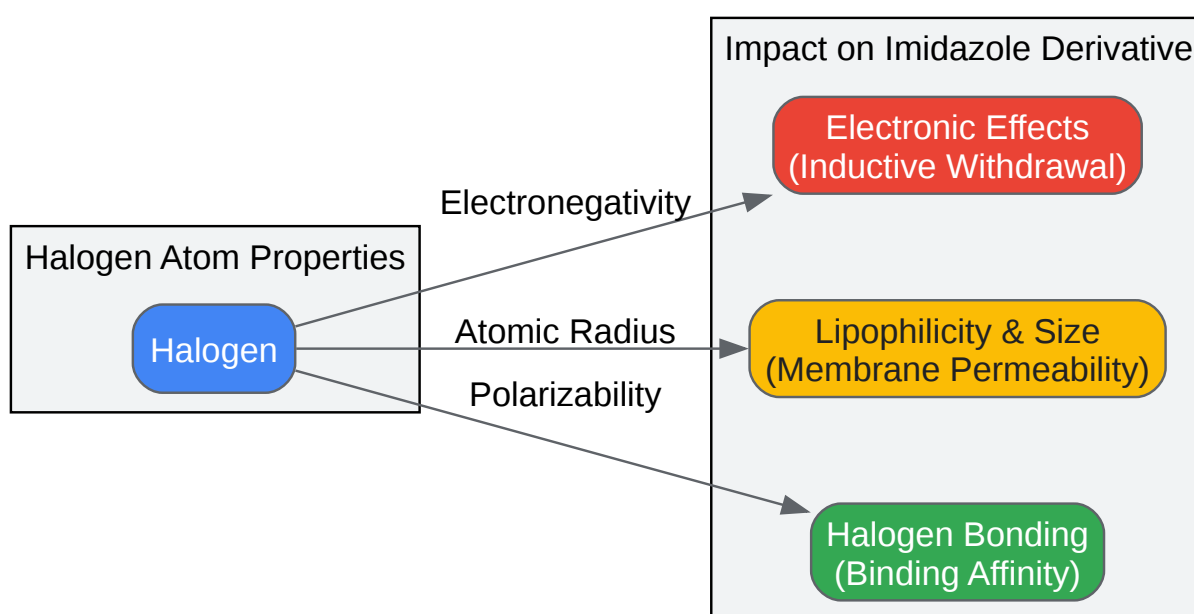 Impact on Imidazole Derivative
Electronic Effects
(Inductive Withdrawal)
Electronegativity
Halogen Atom Properties
Halogen
Atomic Radius
Lipophilicity & Size
(Membrane Permeability)
Polarizability
Halogen Bonding
(Binding Affinity)